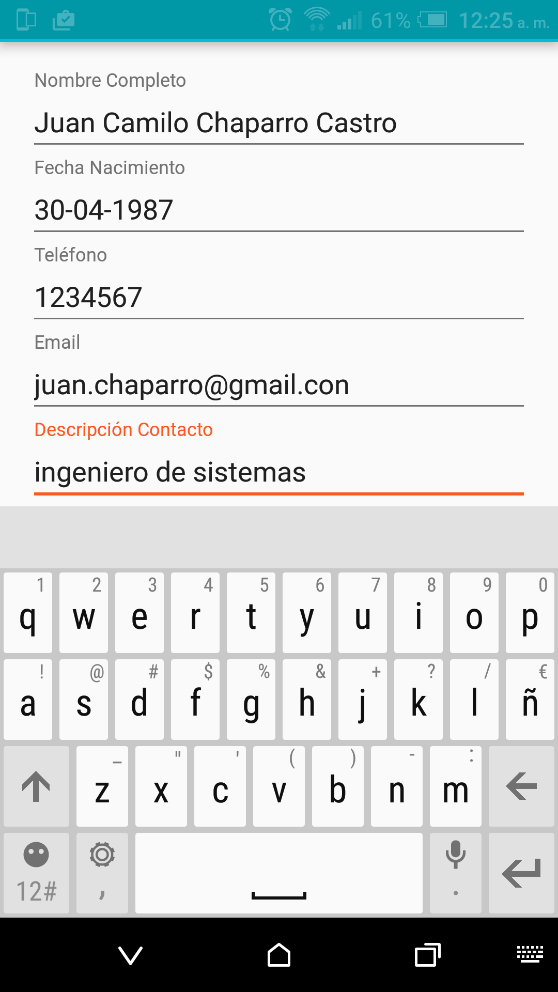 61% 12:25 a. m.
Nombre Completo
Juan Camilo Chaparro Castro
Fecha Nacimiento
30-04-1987
Teléfono
1234567
Email
juan.chaparro@gmail.con
Descripción Contacto
ingeniero de sistemas
1 2 3 4 5 6 7 8 9 0
q w e r t y u i o p
! @ # $ % & + ? / €
a s d f g h j k l ñ
_ " ' ( ) - :
z x c v b n m
12# , .